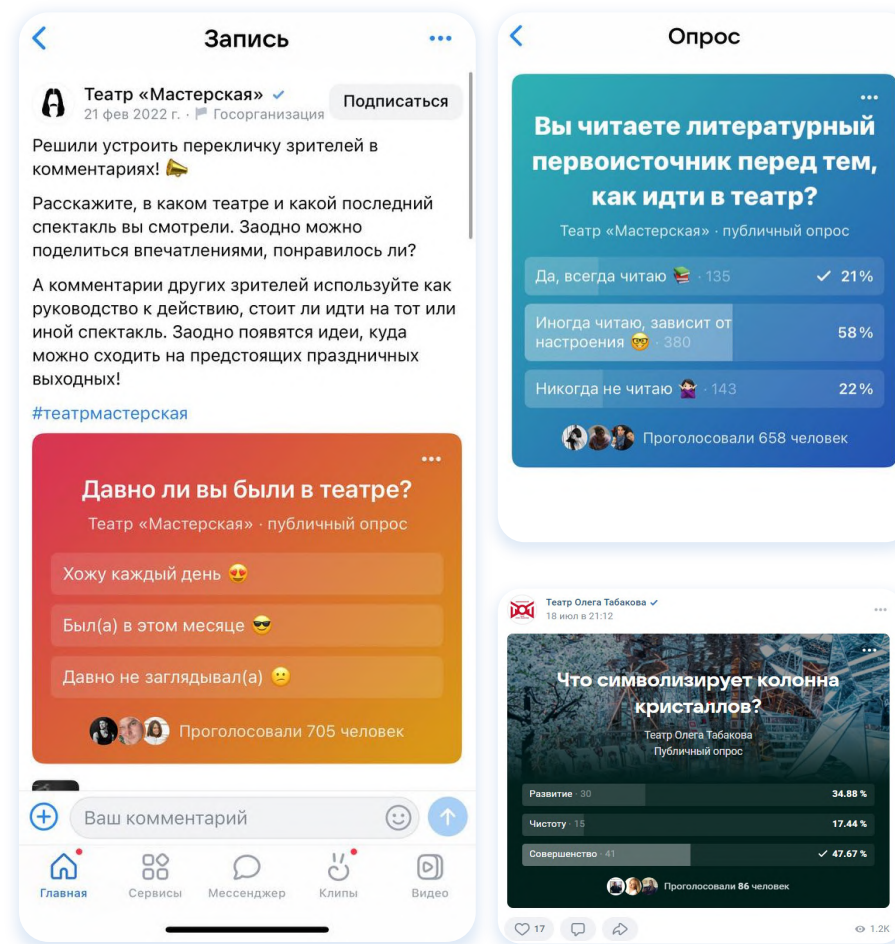 Запись
Театр «Мастерская»
21 фев 2022 г. · Госорганизация
Подписаться
Решили устроить перекличку зрителей в
комментариях! 📣
Расскажите, в каком театре и какой последний
спектакль вы смотрели. Заодно можно
поделиться впечатлениями, понравилось ли?
А комментарии других зрителей используйте как
руководство к действию, стоит ли идти на тот или
иной спектакль. Заодно появятся идеи, куда
можно сходить на предстоящих праздничных
выходных!
#театрмастерская
Давно ли вы были в театре?
Театр «Мастерская» · публичный опрос
Хожу каждый день 😍
Был(а) в этом месяце 😎
Давно не заглядывал(а) 😕
Проголосовали 705 человек
Ваш комментарий
Главная
Сервисы
Мессенджер
Клипы
Видео
Опрос
Вы читаете литературный
первоисточник перед тем,
как идти в театр?
Театр «Мастерская» · публичный опрос
Да, всегда читаю 📚 · 135 21%
Иногда читаю, зависит от
настроения 🤓 · 380 58%
Никогда не читаю 🤷‍♀️ · 143 22%
Проголосовали 658 человек
Театр Олега Табакова
18 июл в 21:12
Что символизирует колонна
кристаллов?
Театр Олега Табакова
Публичный опрос
Развитие · 30 34.88 %
Чистоту · 15 17.44 %
Совершенство · 41 47.67 %
Проголосовали 86 человек
17
1.2K